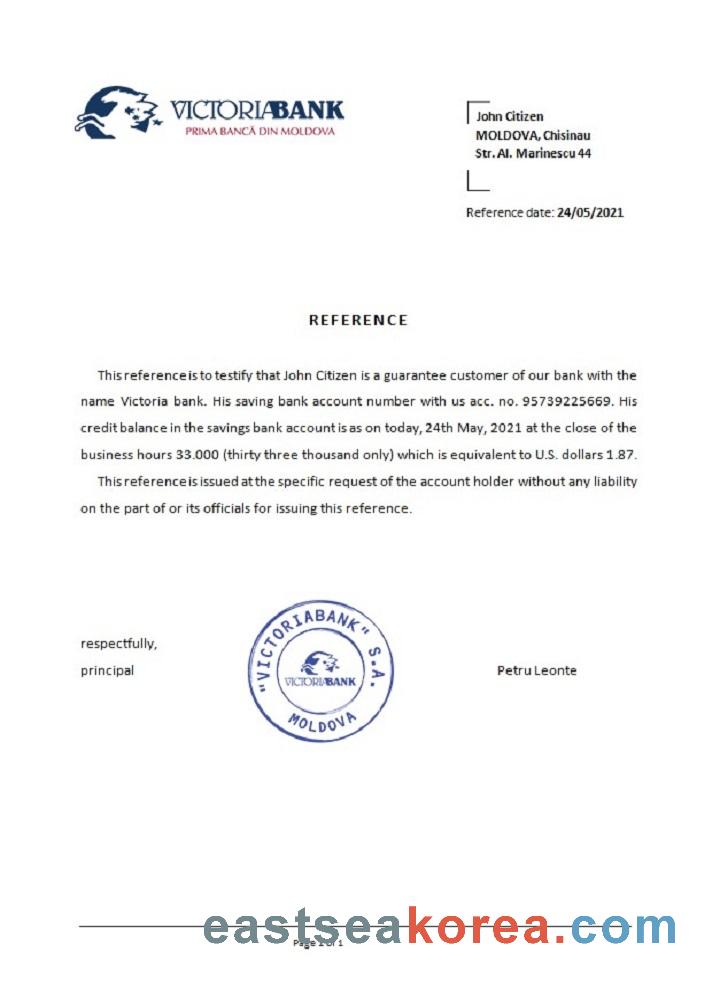 VICTORIABANK
PRIMA BANCĂ DIN MOLDOVA
John Citizen
MOLDOVA, Chisinau
Str. Al. Marinescu 44
Reference date: 24/05/2021
REFERENCE
This reference is to testify that John Citizen is a guarantee customer of our bank with the
name Victoria bank. His saving bank account number with us acc. no. 95739225669. His
credit balance in the savings bank account is as on today, 24th May, 2021 at the close of the
business hours 33.000 (thirty three thousand only) which is equivalent to U.S. dollars 1.87.
This reference is issued at the specific request of the account holder without any liability
on the part of or its officials for issuing this reference.
respectfully,
principal
"VICTORIABANK" S.A.
VICTORIABANK
MOLDOVA
Petru Leonte
eastseakorea.com
Page 1 of 1